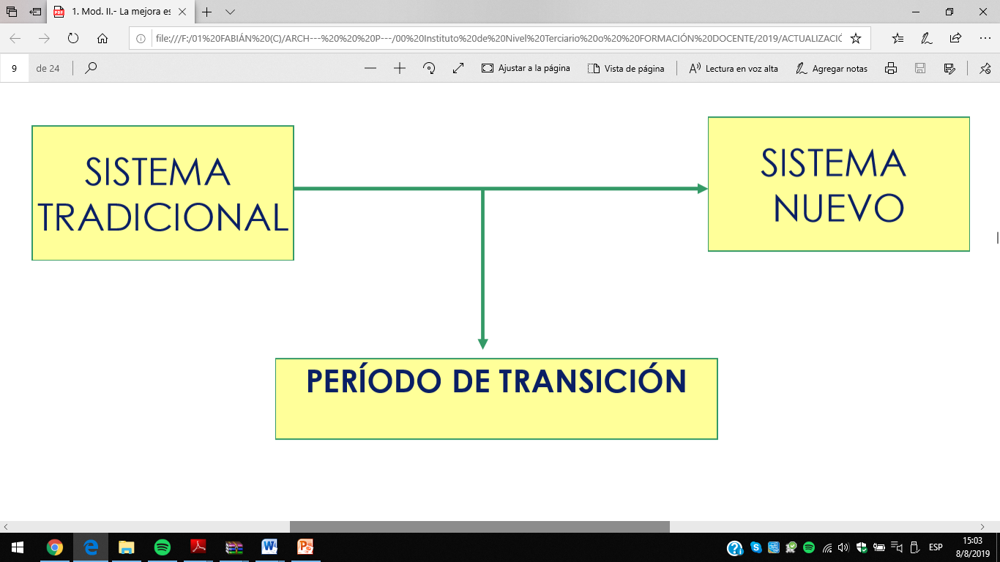 1. Mod. II.- La mejora es
file:///F:/01%20FABIÁN%20(C)/ARCH---%20%20%20P---/00%20Instituto%20de%20Nivel%20Terciario%20o%20%20FORMACIÓN%20DOCENTE/2019/ACTUALIZACIÓ
9 de 24
Ajustar a la página
Vista de página
Lectura en voz alta
Agregar notas
SISTEMA
TRADICIONAL
SISTEMA
NUEVO
PERÍODO DE TRANSICIÓN
ESP
15:03
8/8/2019